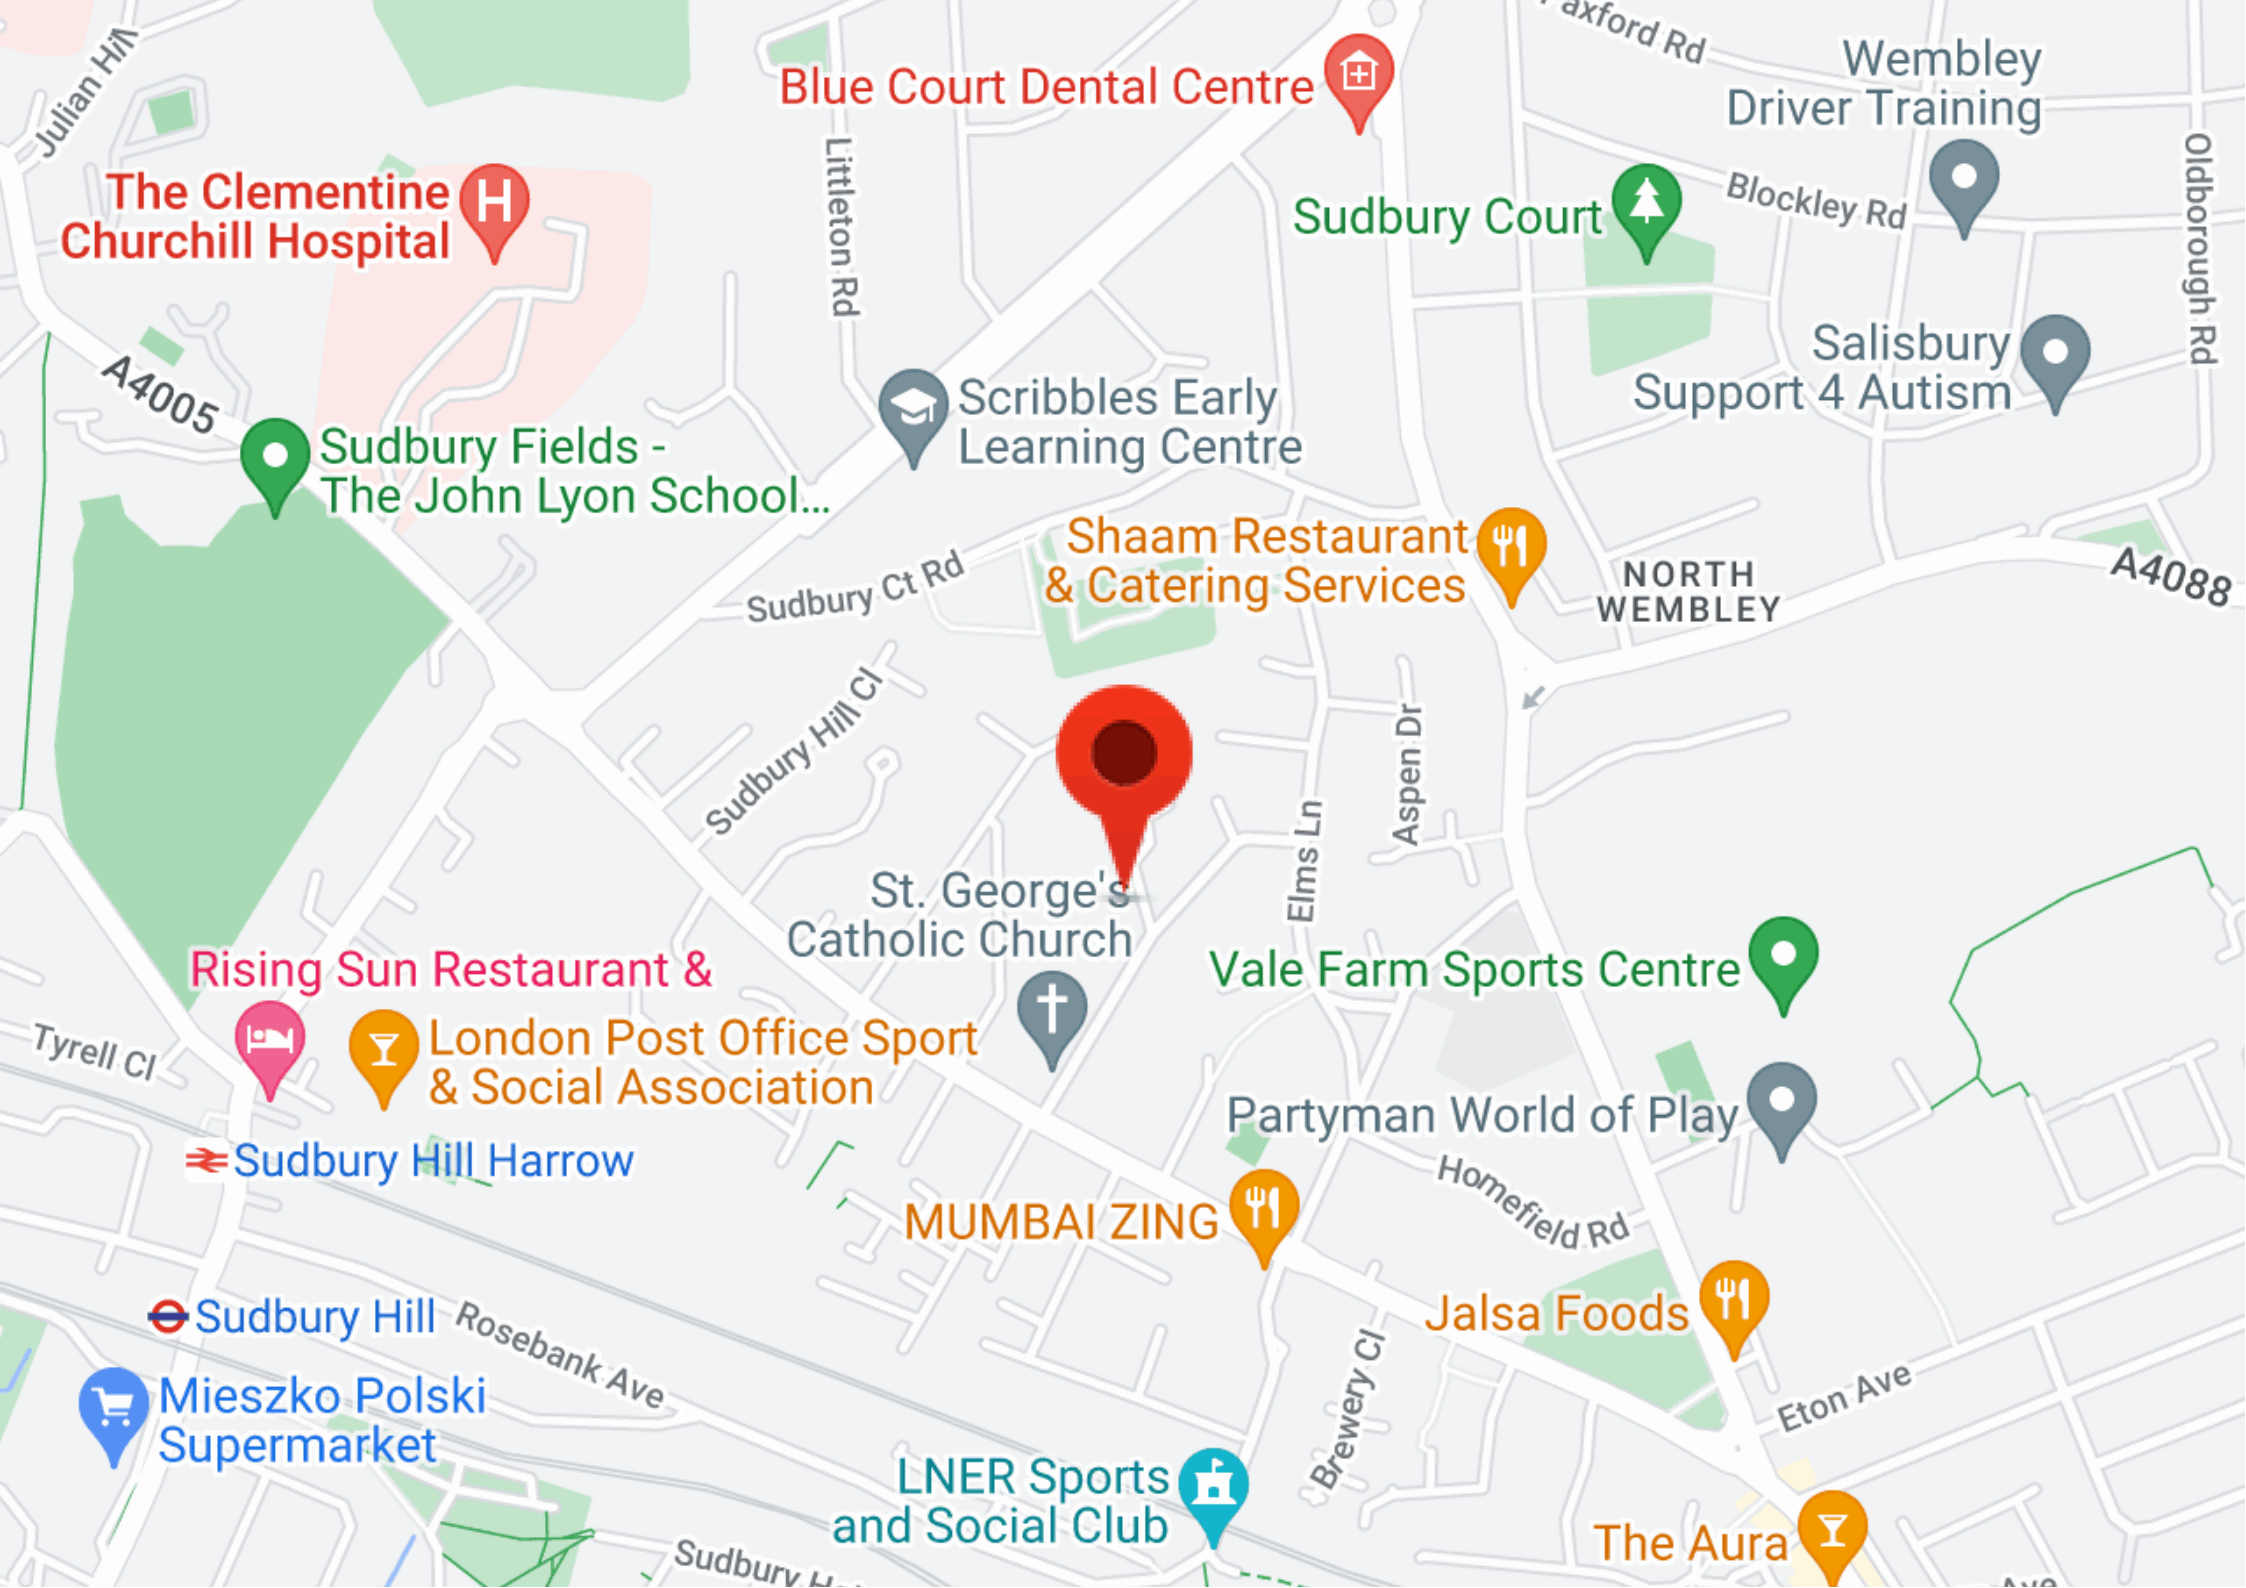 axford Rd
Julian Hill
Wembley
Driver Training
Blue Court Dental Centre
Littleton Rd
Oldborough Rd
The Clementine
Churchill Hospital
H
Sudbury Court
Blockley Rd
Salisbury
Support 4 Autism
A4005
Scribbles Early
Learning Centre
Sudbury Fields -
The John Lyon School...
Shaam Restaurant
& Catering Services
Sudbury Ct Rd
NORTH
WEMBLEY
A4088
Sudbury Hill Cl
Aspen Dr
Elms Ln
St. George's
Catholic Church
Rising Sun Restaurant &
Vale Farm Sports Centre
Tyrell Cl
London Post Office Sport
& Social Association
Partyman World of Play
Sudbury Hill Harrow
Homefield Rd
MUMBAI ZING
Sudbury Hill
Rosebank Ave
Jalsa Foods
Brewery Cl
Eton Ave
Mieszko Polski
Supermarket
LNER Sports
and Social Club
The Aura
Sudbury
Ave